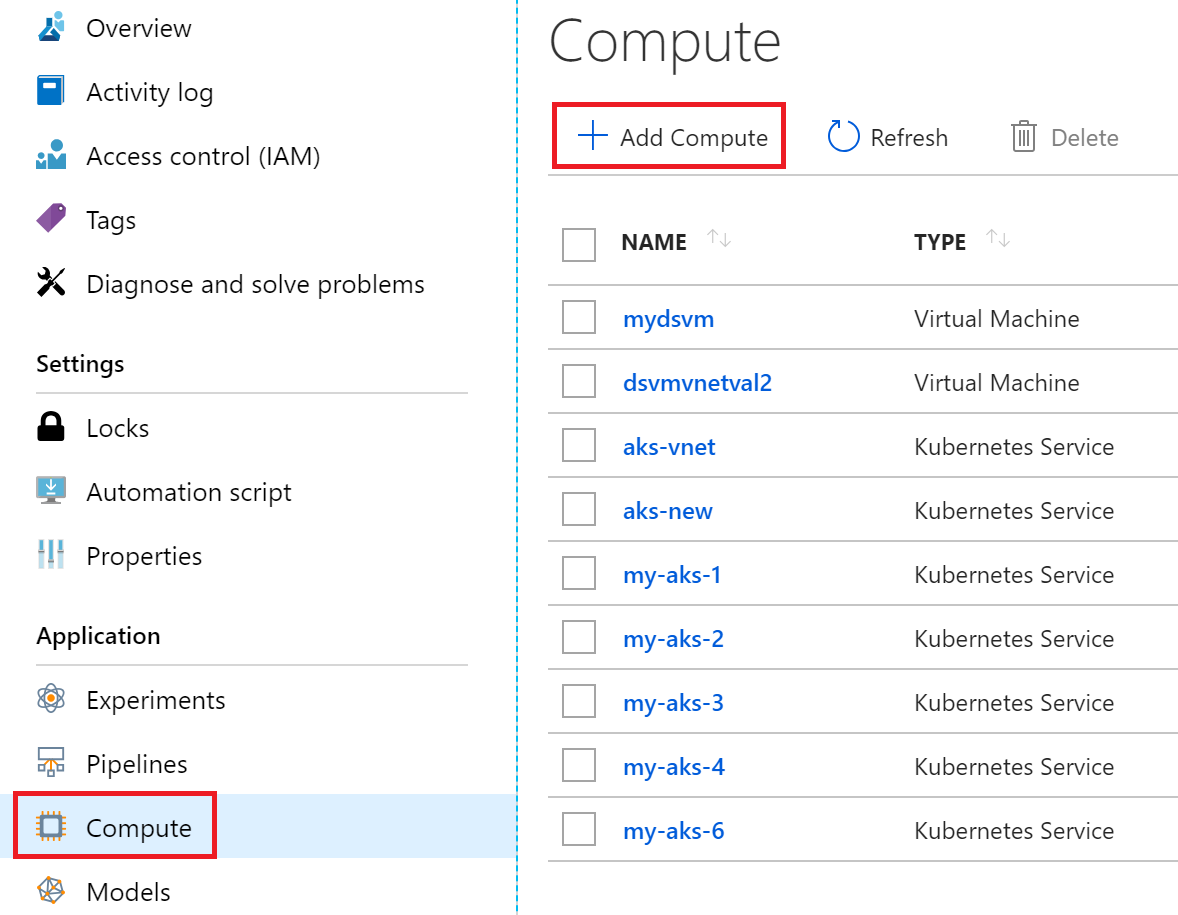 Overview
Activity log
Access control (IAM)
Tags
Diagnose and solve problems
Settings
Locks
Automation script
Properties
Application
Experiments
Pipelines
Compute
Models
Compute
Add Compute Refresh Delete
NAME TYPE
mydsvm Virtual Machine
dsvmvnetval2 Virtual Machine
aks-vnet Kubernetes Service
aks-new Kubernetes Service
my-aks-1 Kubernetes Service
my-aks-2 Kubernetes Service
my-aks-3 Kubernetes Service
my-aks-4 Kubernetes Service
my-aks-6 Kubernetes Service